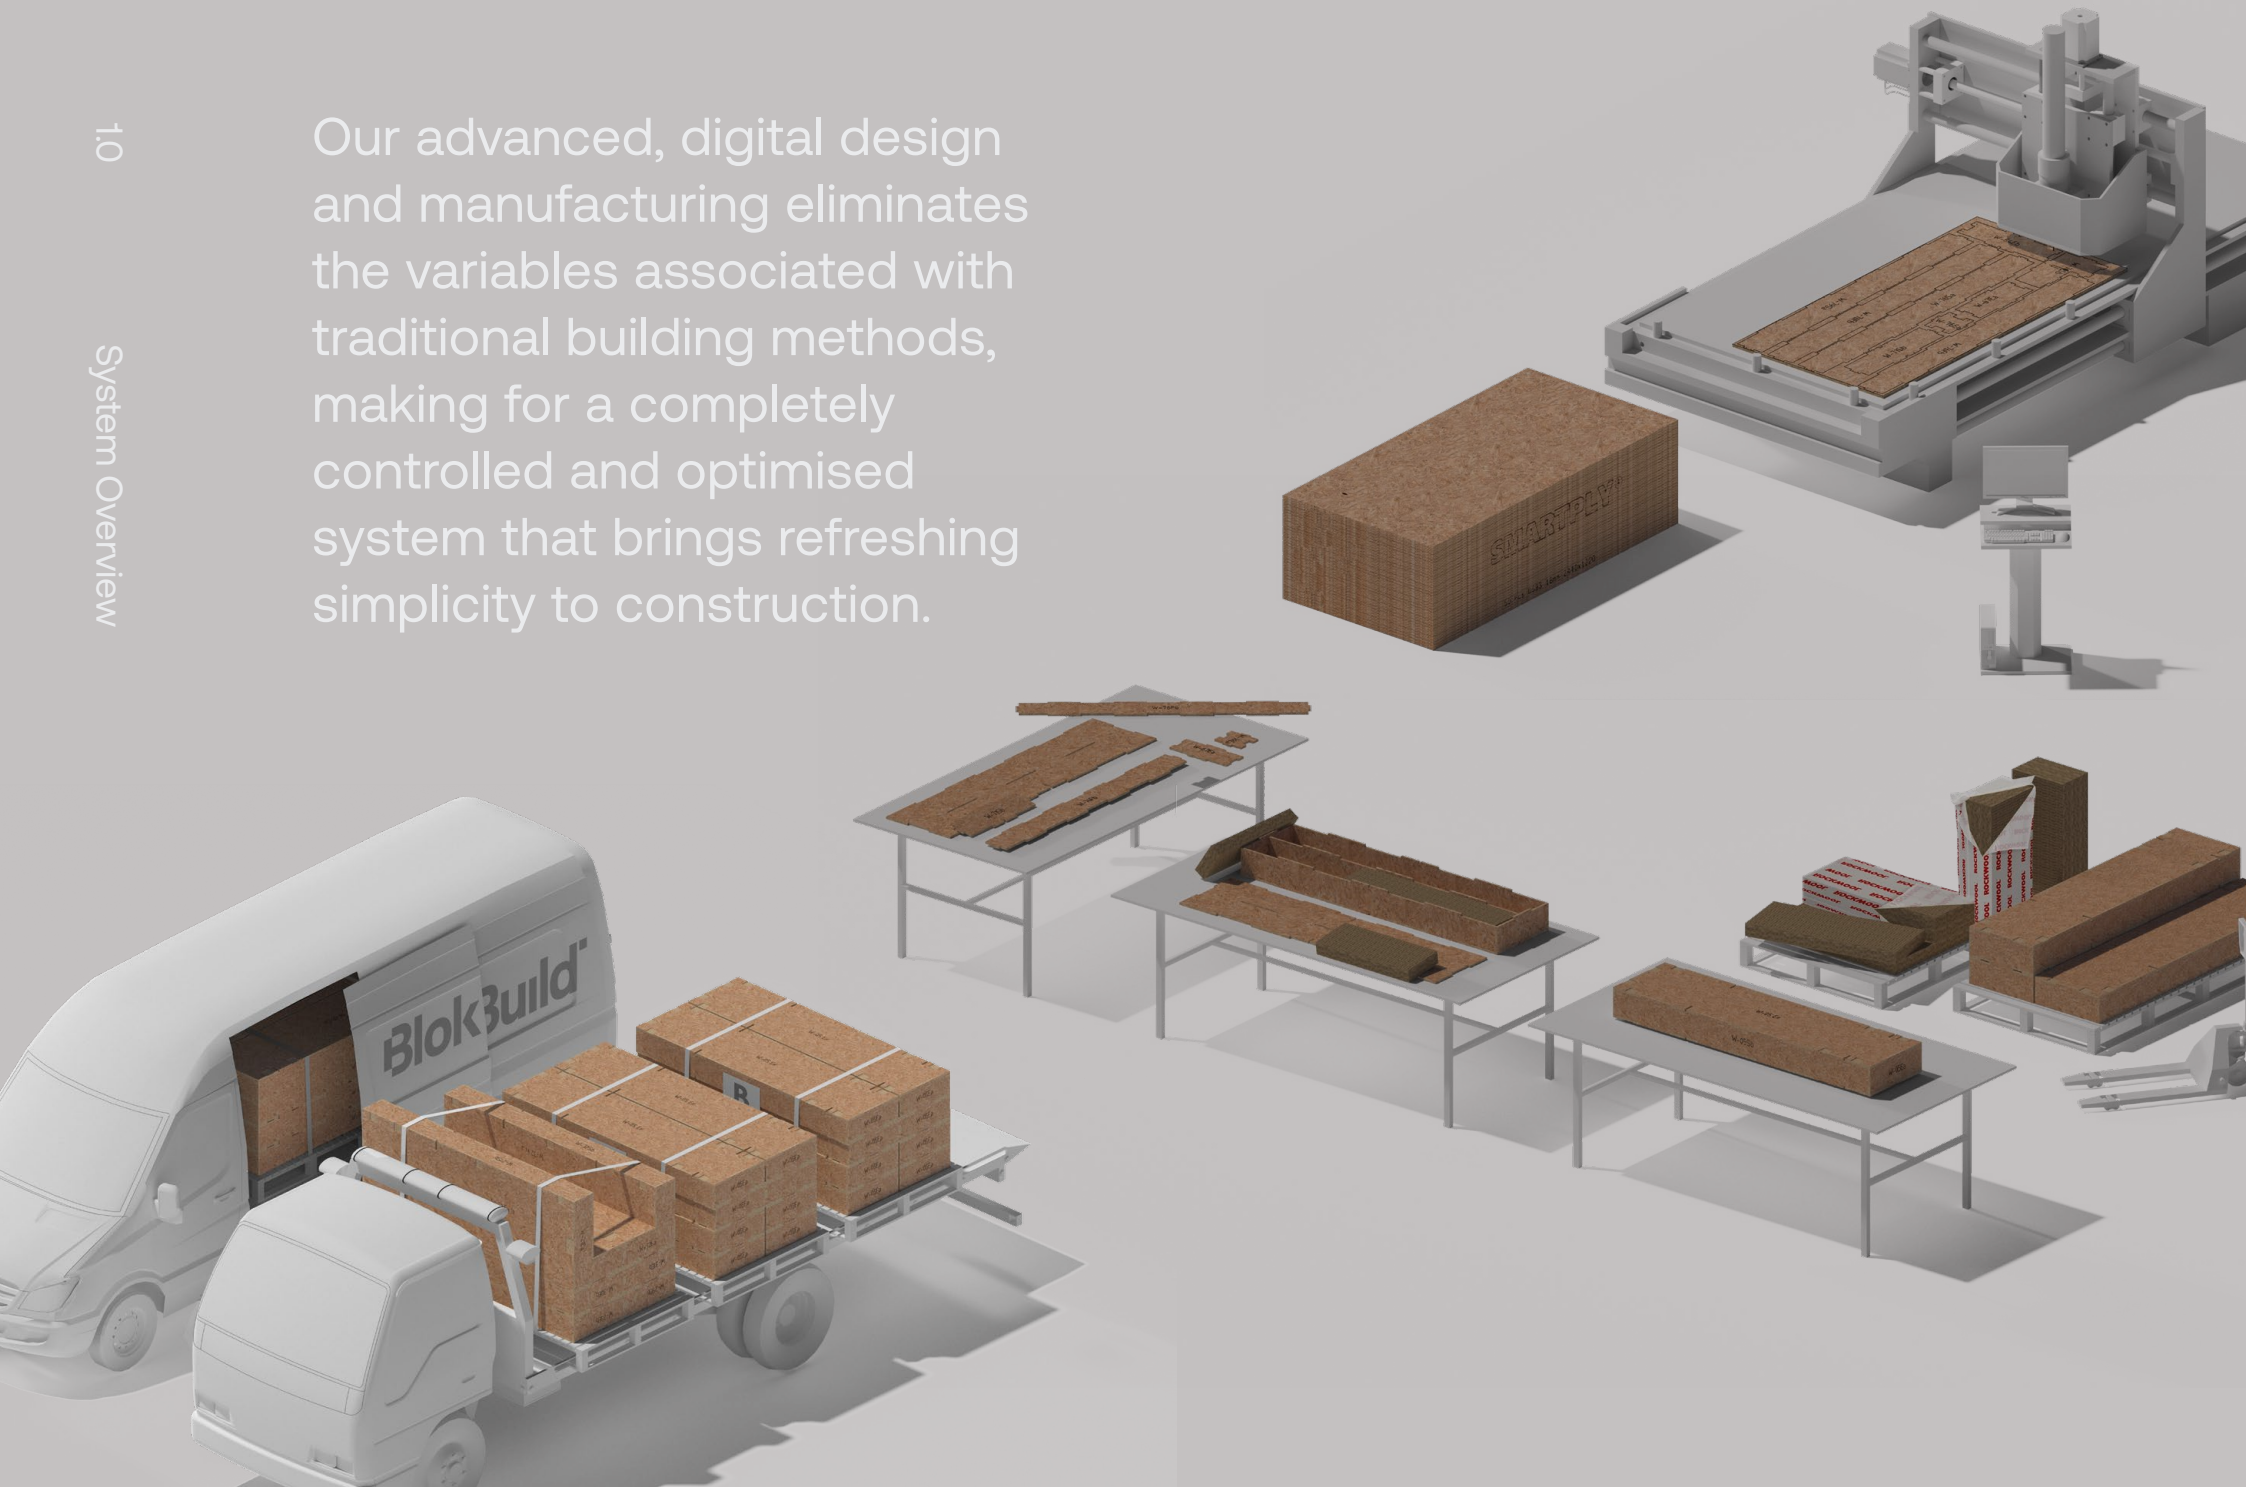 1.0
System Overview
Our advanced, digital design
and manufacturing eliminates
the variables associated with
traditional building methods,
making for a completely
controlled and optimised
system that brings refreshing
simplicity to construction.
SMARTPLY
ROCKWOOL
BlokBuild
B